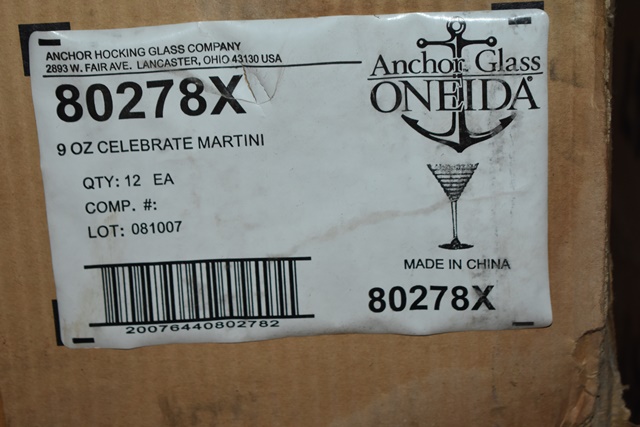 ANCHOR HOCKING GLASS COMPANY
2893 W. FAIR AVE. LANCASTER, OHIO 43130 USA
80278X
9 OZ CELEBRATE MARTINI
QTY: 12 EA
COMP. #:
LOT: 081007
20076440802782
Anchor Glass
ONEIDA®
MADE IN CHINA
80278X